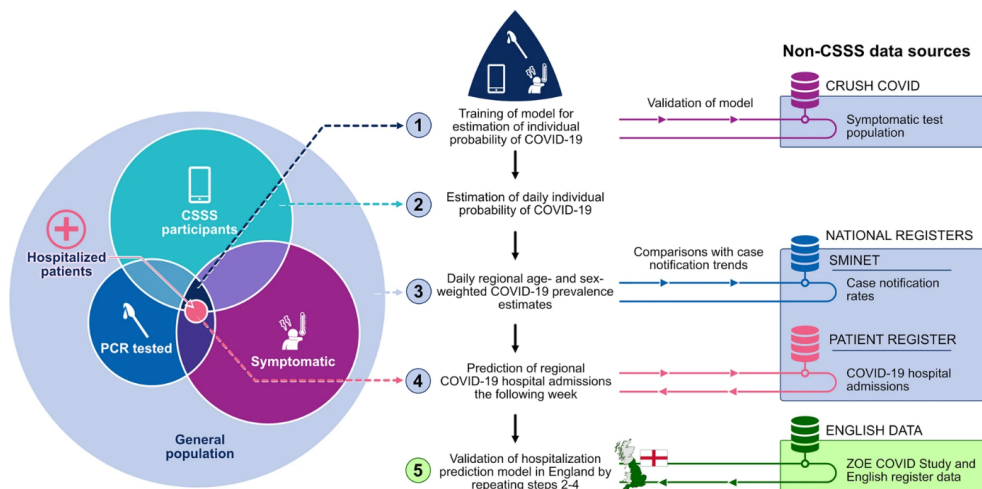 Non-CSSS data sources
CRUSH COVID
Validation of model
Symptomatic test
population
1
Training of model for
estimation of individual
probability of COVID-19
2
Estimation of daily individual
probability of COVID-19
CSSS
participants
Hospitalized
patients
PCR tested
Symptomatic
General
population
NATIONAL REGISTERS
SMINET
Comparisons with case
notification trends
Case notification
rates
3
Daily regional age- and sex-
weighted COVID-19 prevalence
estimates
PATIENT REGISTER
4
Prediction of regional
COVID-19 hospital admissions
the following week
COVID-19 hospital
admissions
ENGLISH DATA
5
Validation of hospitalization
prediction model in England by
repeating steps 2-4
ZOE COVID Study and
English register data